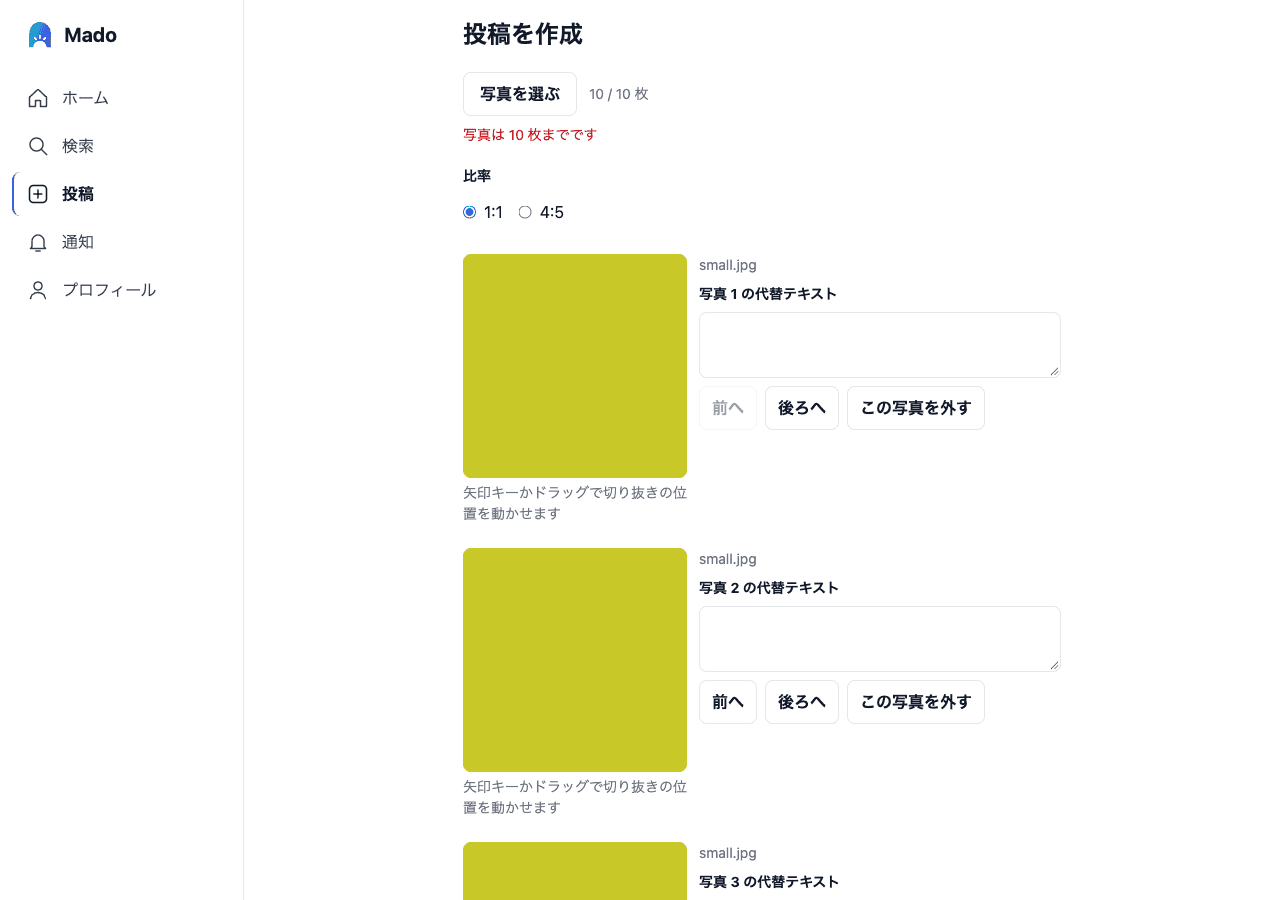 Mado
ホーム
検索
投稿
通知
プロフィール
投稿を作成
写真を選ぶ
10 / 10 枚
写真は 10 枚までです
比率
1:1
4:5
small.jpg
写真 1 の代替テキスト
前へ
後ろへ
この写真を外す
矢印キーかドラッグで切り抜きの位
置を動かせます
small.jpg
写真 2 の代替テキスト
前へ
後ろへ
この写真を外す
矢印キーかドラッグで切り抜きの位
置を動かせます
small.jpg
写真 3 の代替テキスト